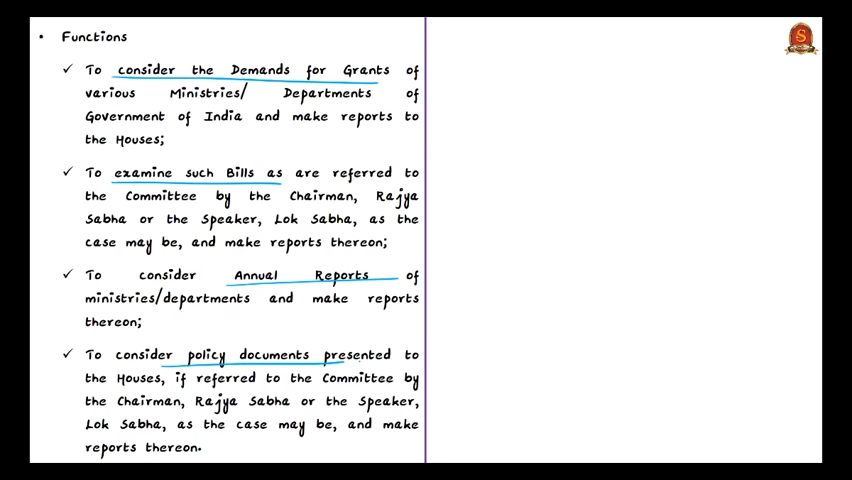 • Functions
✓ To consider the Demands for Grants of
various Ministries/ Departments of
Government of India and make reports to
the Houses;
✓ To examine such Bills as are referred to
the Committee by the Chairman, Rajya
Sabha or the Speaker, Lok Sabha, as the
case may be, and make reports thereon;
✓ To consider Annual Reports of
ministries/departments and make reports
thereon;
✓ To consider policy documents presented to
the Houses, if referred to the Committee by
the Chairman, Rajya Sabha or the Speaker,
Lok Sabha, as the case may be, and make
reports thereon.
S